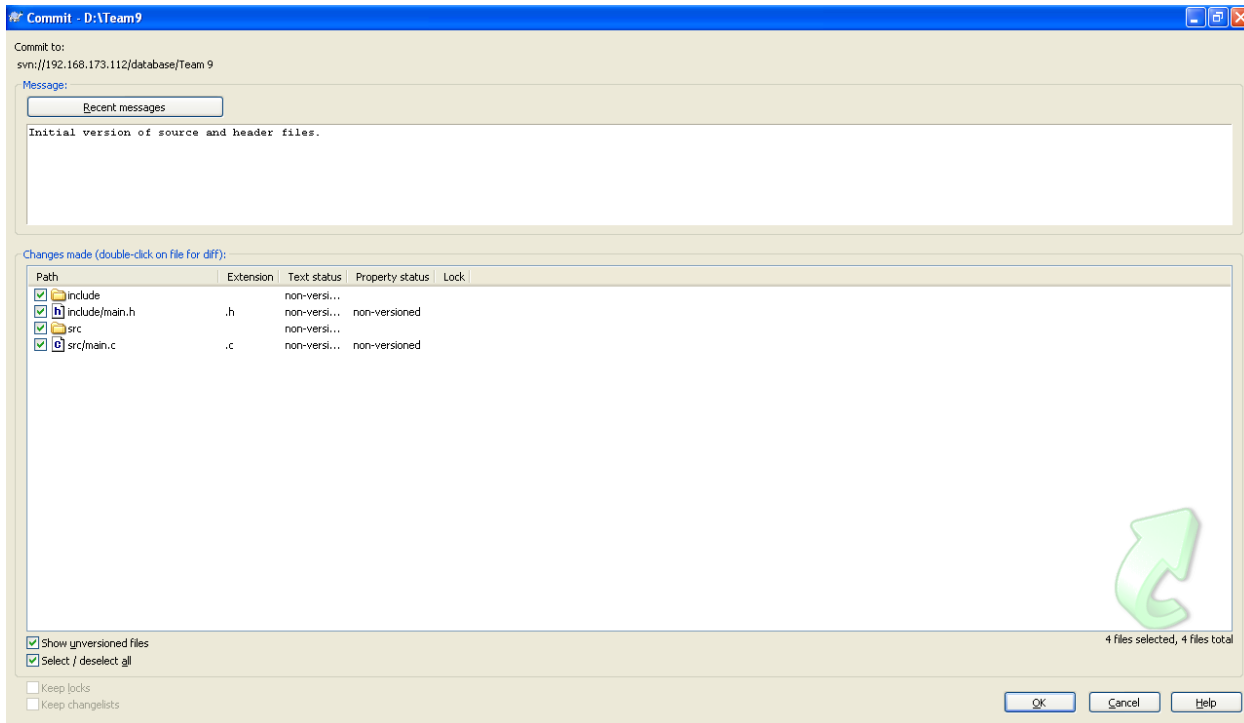 Commit - D:\Team9
Commit to:
svn://192.168.173.112/database/Team 9
Message:
Recent messages
Initial version of source and header files.
Changes made (double-click on file for diff):
Path Extension Text status Property status Lock
include non-versi...
h include/main.h .h non-versi... non-versioned
src non-versi...
c src/main.c .c non-versi... non-versioned
Show unversioned files
4 files selected, 4 files total
Select / deselect all
Keep locks
Keep changelists
OK Cancel Help